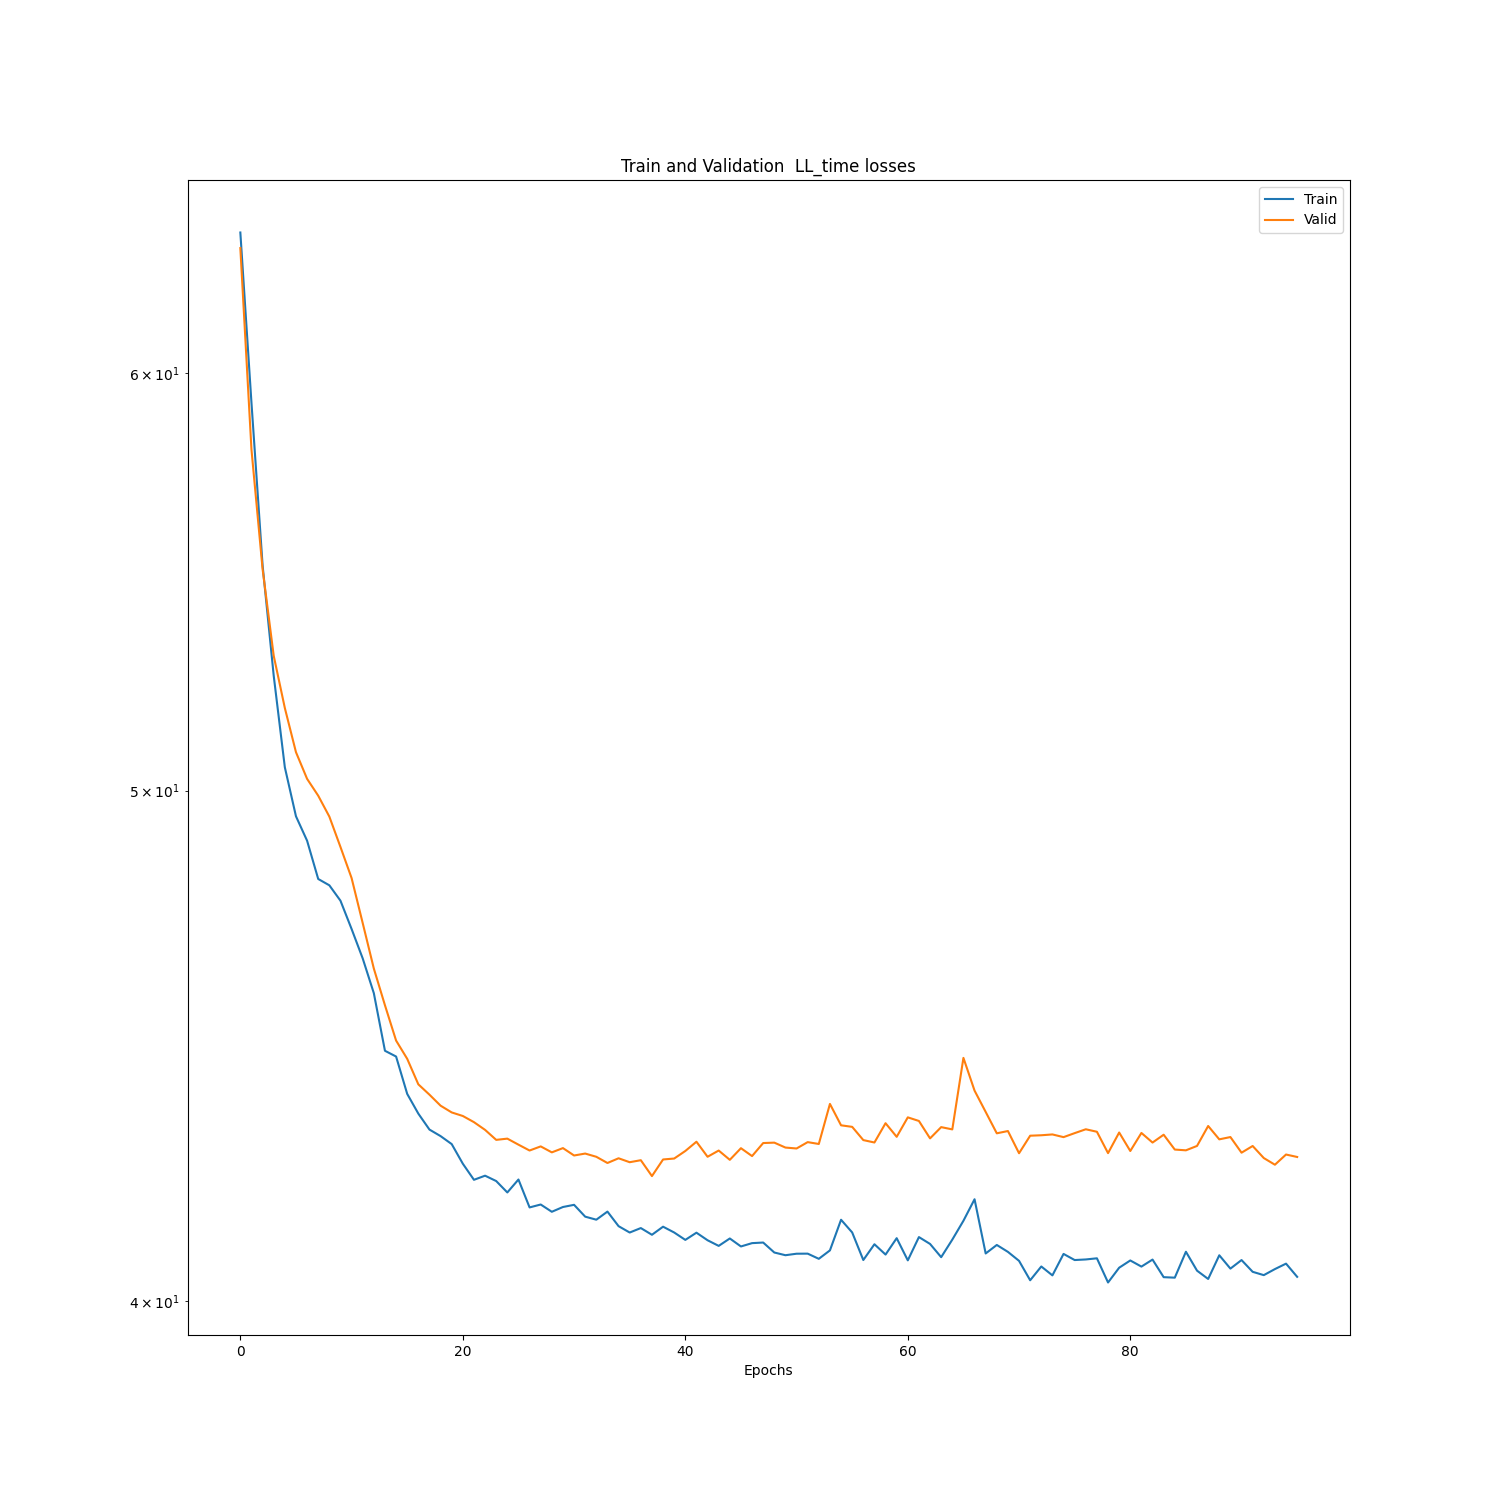 Train and Validation  LL_time losses
Train
Valid
6 × 10¹
5 × 10¹
4 × 10¹
0 20 40 60 80
Epochs